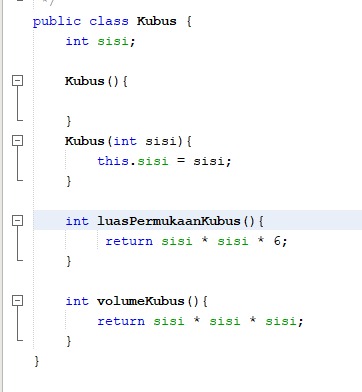 */
public class Kubus {
int sisi;
Kubus(){
}
Kubus(int sisi){
this.sisi = sisi;
}
int luasPermukaanKubus(){
return sisi * sisi * 6;
}
int volumeKubus(){
return sisi * sisi * sisi;
}
}